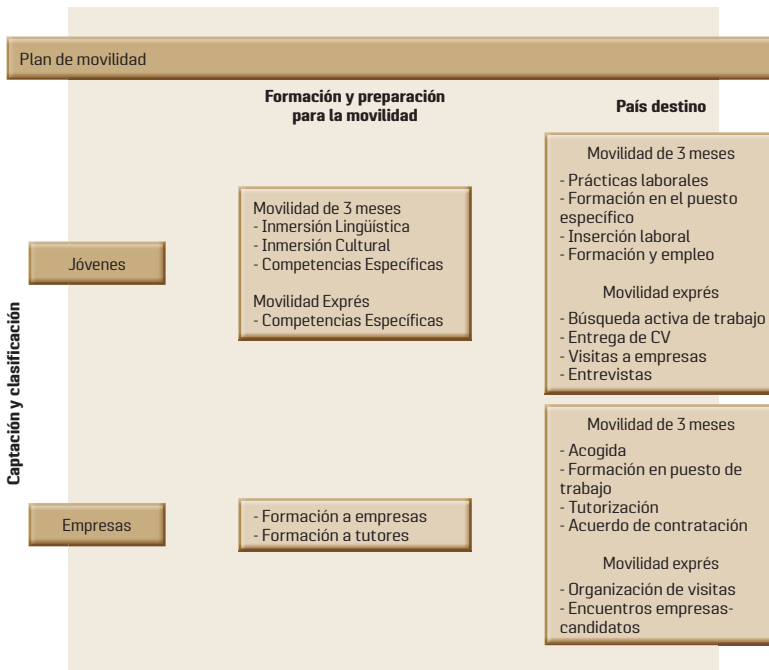 Plan de movilidad
Formación y preparación
para la movilidad
País destino
Captación y clasificación
Jóvenes
Movilidad de 3 meses
- Inmersión Lingüística
- Inmersión Cultural
- Competencias Específicas
Movilidad Exprés
- Competencias Específicas
Movilidad de 3 meses
- Prácticas laborales
- Formación en el puesto
específico
- Inserción laboral
- Formación y empleo
Movilidad exprés
- Búsqueda activa de trabajo
- Entrega de CV
- Visitas a empresas
- Entrevistas
Empresas
- Formación a empresas
- Formación a tutores
Movilidad de 3 meses
- Acogida
- Formación en puesto de
trabajo
- Tutorización
- Acuerdo de contratación
Movilidad exprés
- Organización de visitas
- Encuentros empresas-
candidatos